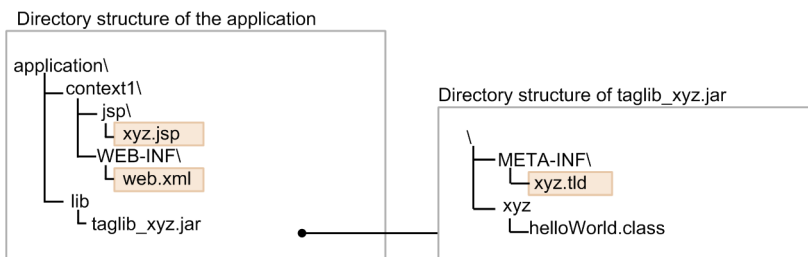 Directory structure of the application
application\
context1\
jsp\
xyz.jsp
WEB-INF\
web.xml
lib
taglib_xyz.jar
Directory structure of taglib_xyz.jar
\
META-INF\
xyz.tld
xyz
helloWorld.class